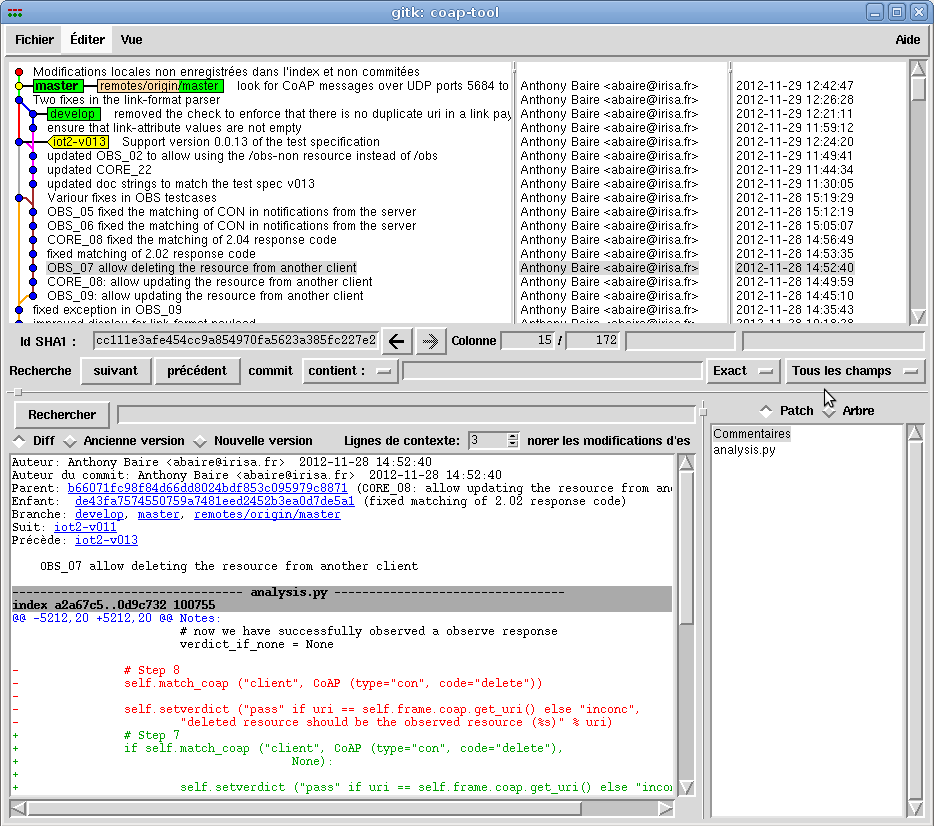 gitk: coap-tool
Fichier Éditer Vue Aide
Modifications locales non enregistrées dans l'index et non commitées
master remotes/origin/master look for CoAP messages over UDP ports 5684 to Anthony Baire <abaire@irisa.fr> 2012-11-29 12:42:47
Two fixes in the link-format parser Anthony Baire <abaire@irisa.fr> 2012-11-29 12:26:28
develop removed the check to enforce that there is no duplicate uri in a link pay Anthony Baire <abaire@irisa.fr> 2012-11-29 12:21:11
ensure that link-attribute values are not empty Anthony Baire <abaire@irisa.fr> 2012-11-29 11:59:12
iot2-v013 Support version 0.0.13 of the test specification Anthony Baire <abaire@irisa.fr> 2012-11-29 12:24:20
updated OBS_02 to allow using the /obs-non resource instead of /obs Anthony Baire <abaire@irisa.fr> 2012-11-29 11:49:41
updated CORE_22 Anthony Baire <abaire@irisa.fr> 2012-11-29 11:44:34
updated doc strings to match the test spec v013 Anthony Baire <abaire@irisa.fr> 2012-11-29 11:30:05
Variour fixes in OBS testcases Anthony Baire <abaire@irisa.fr> 2012-11-28 15:19:29
OBS_05 fixed the matching of CON in notifications from the server Anthony Baire <abaire@irisa.fr> 2012-11-28 15:12:19
OBS_06 fixed the matching of CON in notifications from the server Anthony Baire <abaire@irisa.fr> 2012-11-28 15:05:07
CORE_08 fixed the matching of 2.04 response code Anthony Baire <abaire@irisa.fr> 2012-11-28 14:56:49
fixed matching of 2.02 response code Anthony Baire <abaire@irisa.fr> 2012-11-28 14:53:35
OBS_07 allow deleting the resource from another client Anthony Baire <abaire@irisa.fr> 2012-11-28 14:52:40
CORE_08: allow updating the resource from another client Anthony Baire <abaire@irisa.fr> 2012-11-28 14:49:59
OBS_09: allow updating the resource from another client Anthony Baire <abaire@irisa.fr> 2012-11-28 14:45:10
fixed exception in OBS_09 Anthony Baire <abaire@irisa.fr> 2012-11-28 14:35:43
Id SHA1 : cc111e3afe454cc9a854970fa5623a385fc227e2 Colonne 15 / 172
Recherche suivant précédent commit contient : Exact Tous les champs
Rechercher
Patch Arbre
Diff Ancienne version Nouvelle version Lignes de contexte: 3 norer les modifications d'es
Commentaires
analysis.py
Auteur: Anthony Baire <abaire@irisa.fr> 2012-11-28 14:52:40
Auteur du commit: Anthony Baire <abaire@irisa.fr> 2012-11-28 14:52:40
Parent: b66071fc98f84d66dd8024bdf853c095979c8871 (CORE_08: allow updating the resource from an
Enfant: de43fa7574550759a7481eed2452b3ea0d7de5a1 (fixed matching of 2.02 response code)
Branche: develop, master, remotes/origin/master
Suit: iot2-v011
Précède: iot2-v013
OBS_07 allow deleting the resource from another client
-------------------------------- analysis.py --------------------------------
index a2a67c5..0d9c732 100755
@@ -5212,20 +5212,20 @@ Notes:
# now we have successfully observed a observe response
verdict_if_none = None
- # Step 8
- self.match_coap ("client", CoAP (type="con", code="delete"))
-
- self.setverdict ("pass" if uri == self.frame.coap.get_uri() else "inconc",
- "deleted resource should be the observed resource (%s)" % uri)
+ # Step 7
+ if self.match_coap ("client", CoAP (type="con", code="delete"),
+ None):
+
+ self.setverdict ("pass" if uri == self.frame.coap.get_uri() else "incon